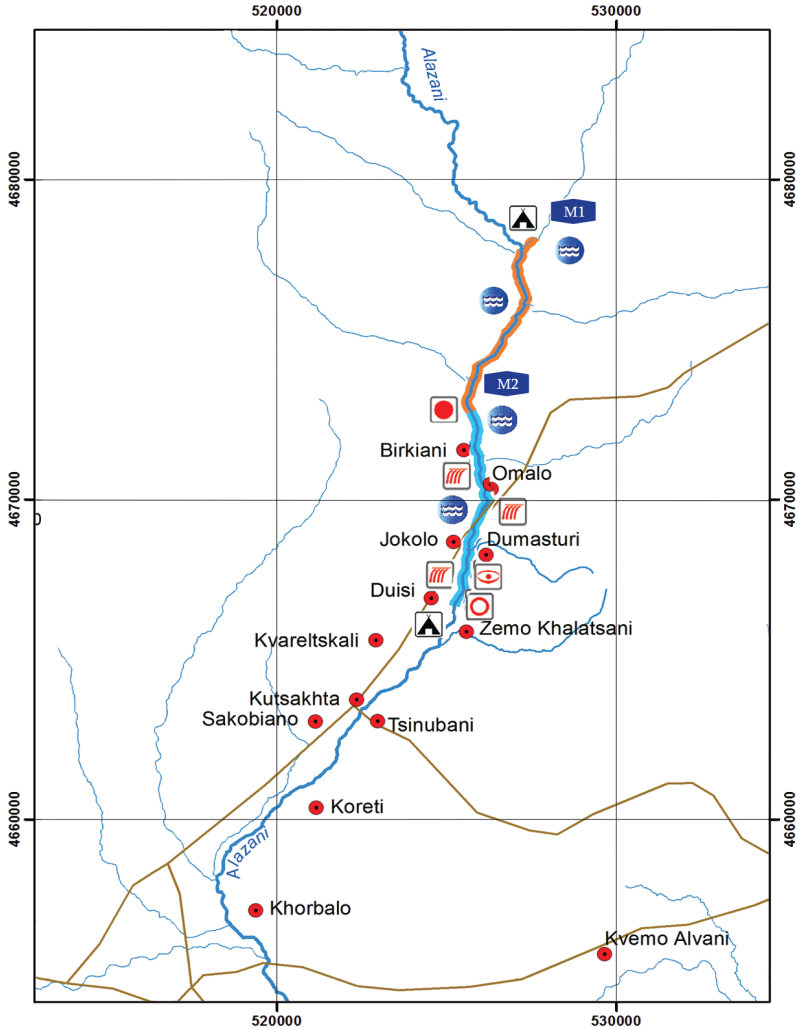 520000
530000
Alazani
4680000
4680000
M1
M2
Birkiani
Omalo
4670000
4670000
Jokolo
Dumasturi
Duisi
Zemo Khalatsani
Kvareltskali
Kutsakhta
Sakobiano
Tsinubani
Koreti
4660000
4660000
Alazani
Khorbalo
Kvemo Alvani
520000
530000